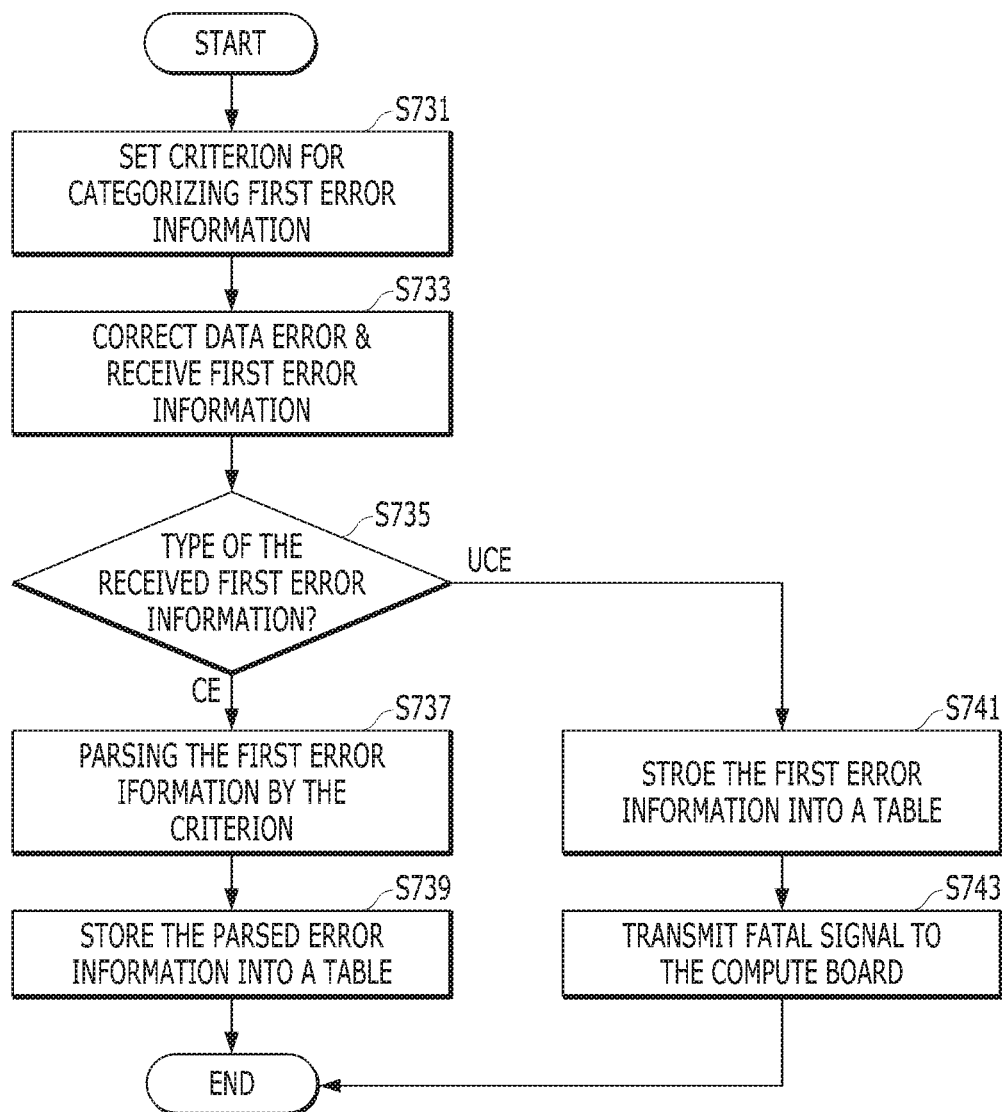 START
S731
SET CRITERION FOR
CATEGORIZING FIRST ERROR
INFORMATION
S733
CORRECT DATA ERROR &
RECEIVE FIRST ERROR
INFORMATION
S735
TYPE OF THE
RECEIVED FIRST ERROR
INFORMATION?
UCE
CE
S737
PARSING THE FIRST ERROR
IFORMATION BY THE
CRITERION
S739
STORE THE PARSED ERROR
INFORMATION INTO A TABLE
S741
STROE THE FIRST ERROR
INFORMATION INTO A TABLE
S743
TRANSMIT FATAL SIGNAL TO
THE COMPUTE BOARD
END